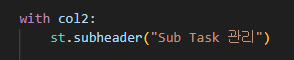 with col2:
    st.subheader("Sub Task 관리")